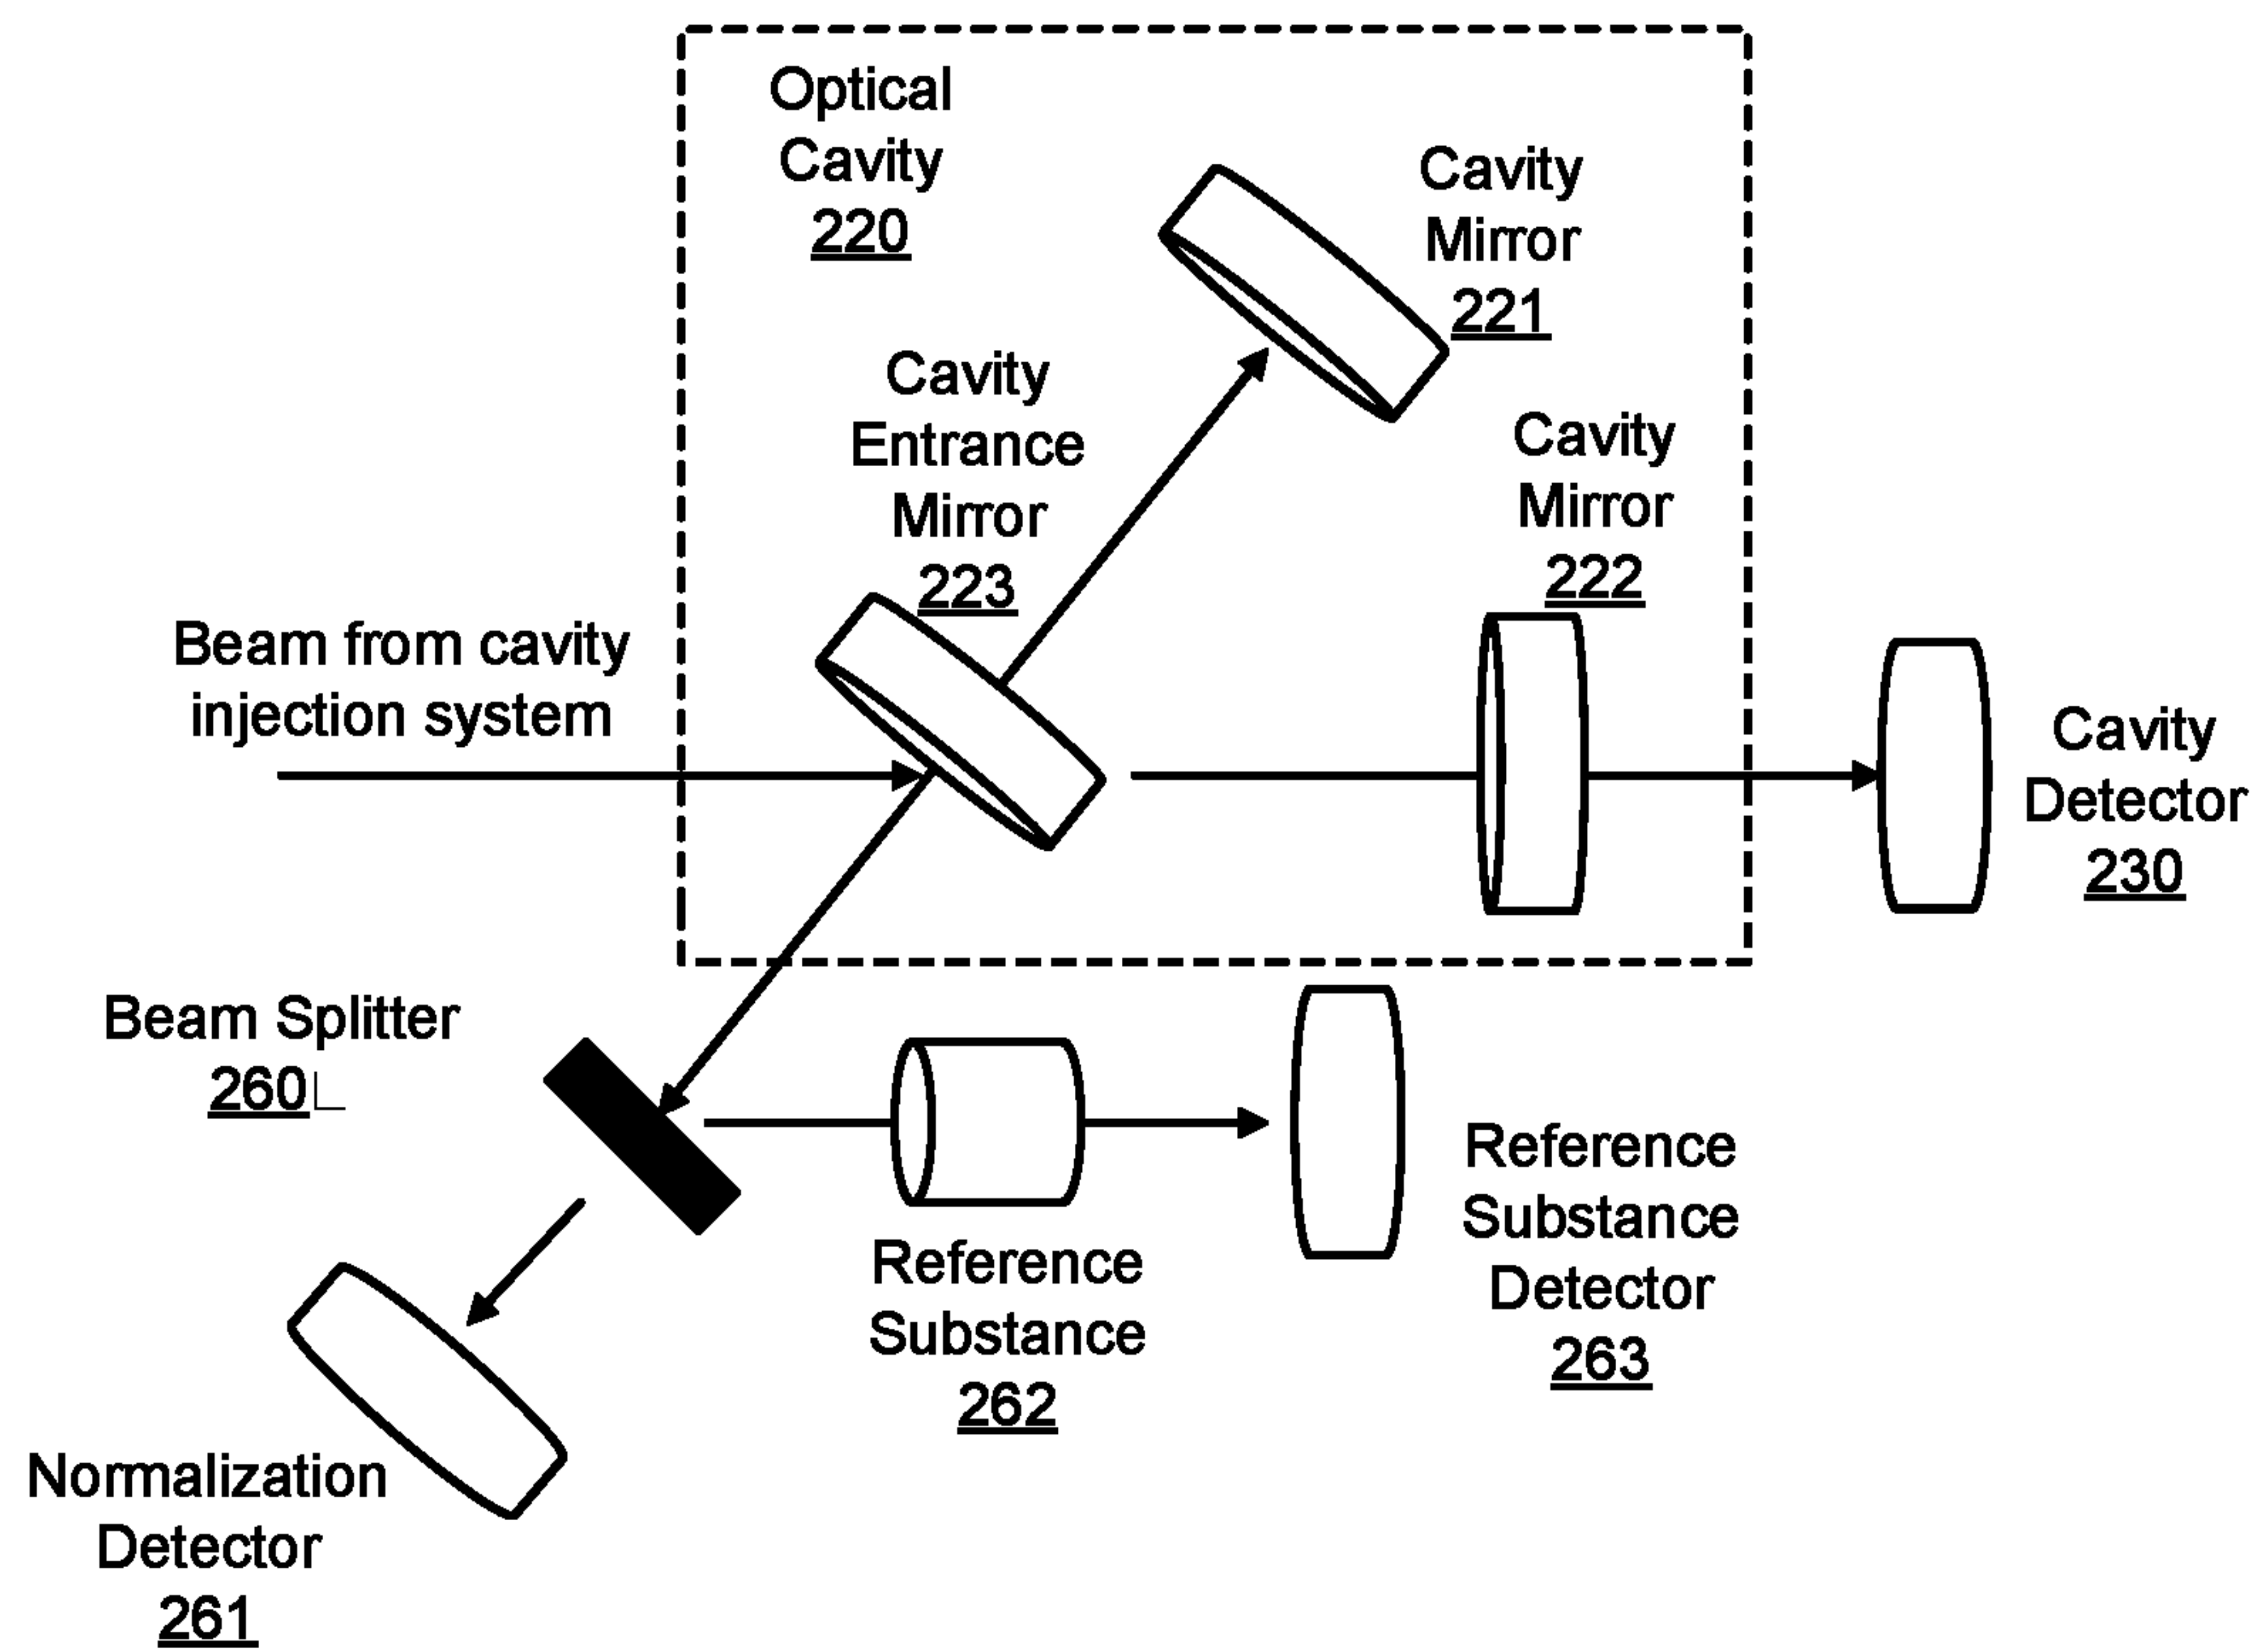 Optical
Cavity
220
Cavity
Mirror
221
Cavity
Entrance
Mirror
223
Cavity
Mirror
222
Beam from cavity
injection system
Cavity
Detector
230
Beam Splitter
260
Reference
Substance
262
Reference
Substance
Detector
263
Normalization
Detector
261